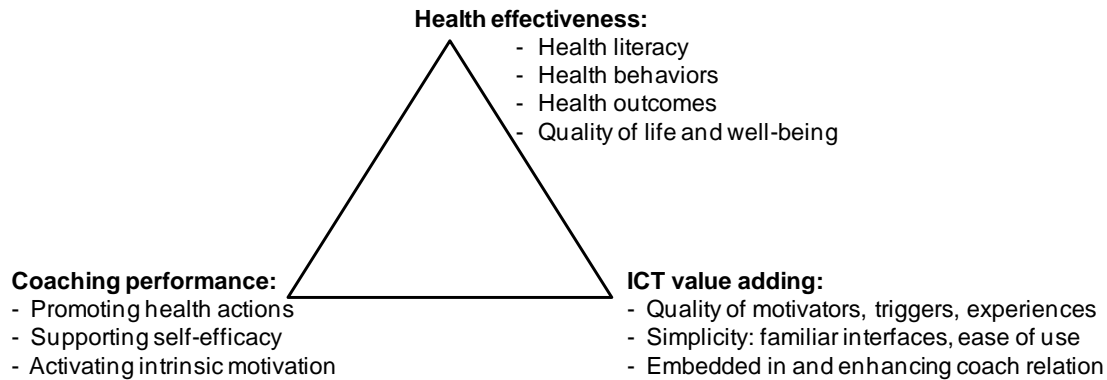 Health effectiveness:
- Health literacy
- Health behaviors
- Health outcomes
- Quality of life and well-being
Coaching performance:
- Promoting health actions
- Supporting self-efficacy
- Activating intrinsic motivation
ICT value adding:
- Quality of motivators, triggers, experiences
- Simplicity: familiar interfaces, ease of use
- Embedded in and enhancing coach relation